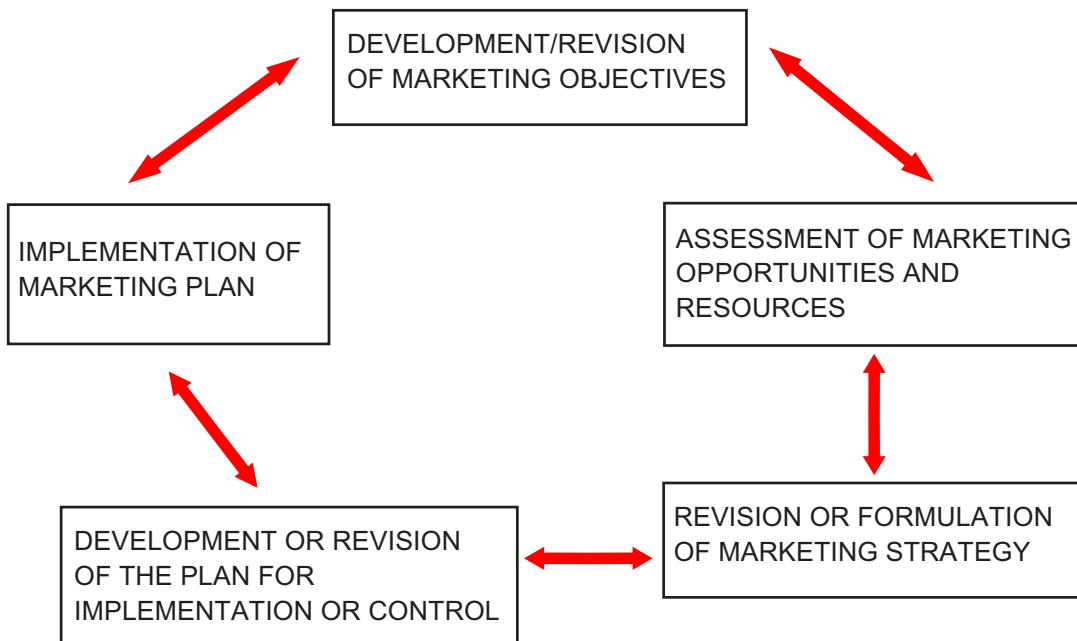 DEVELOPMENT/REVISION
OF MARKETING OBJECTIVES
IMPLEMENTATION OF
MARKETING PLAN
ASSESSMENT OF MARKETING
OPPORTUNITIES AND
RESOURCES
DEVELOPMENT OR REVISION
OF THE PLAN FOR
IMPLEMENTATION OR CONTROL
REVISION OR FORMULATION
OF MARKETING STRATEGY